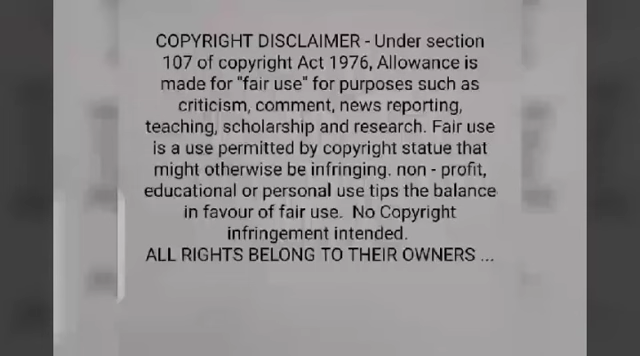 COPYRIGHT DISCLAIMER - Under section
107 of copyright Act 1976, Allowance is
made for "fair use" for purposes such as
criticism, comment, news reporting,
teaching, scholarship and research. Fair use
is a use permitted by copyright statue that
might otherwise be infringing. non - profit,
educational or personal use tips the balance
in favour of fair use. No Copyright
infringement intended.
ALL RIGHTS BELONG TO THEIR OWNERS ...